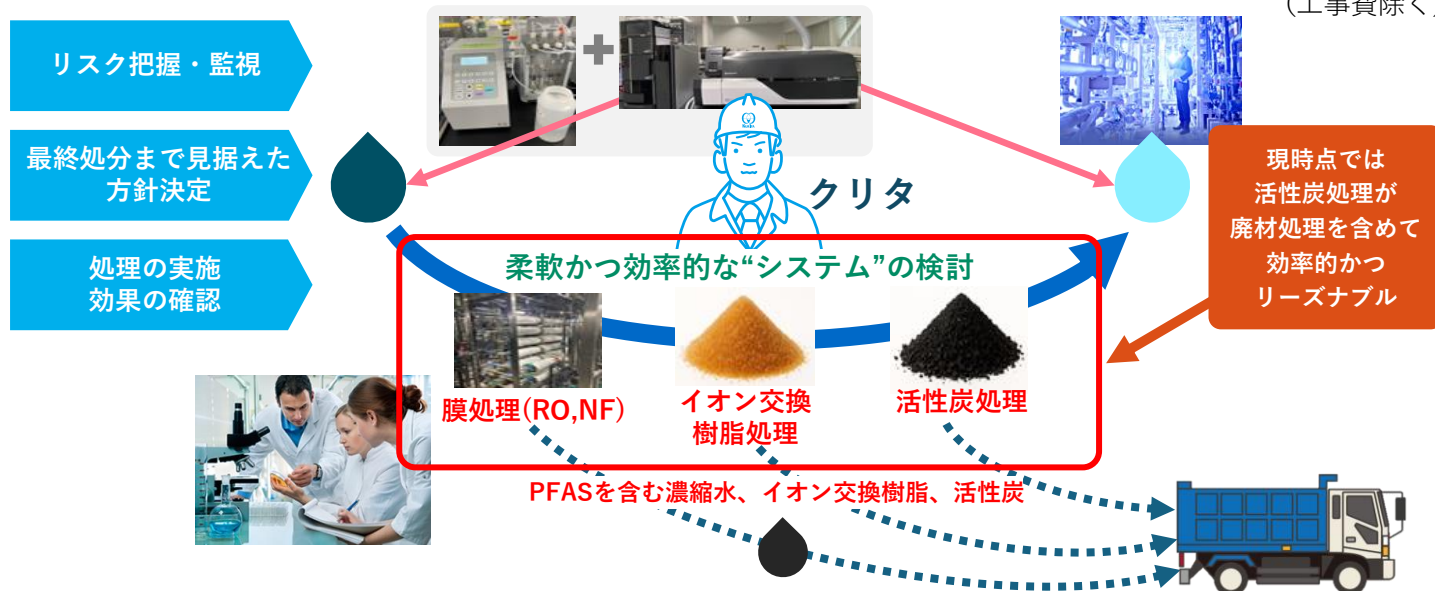 （工事費除く）
リスク把握・監視
最終処分まで見据えた
方針決定
処理の実施
効果の確認
クリタ
現時点では
活性炭処理が
廃材処理を含めて
効率的かつ
リーズナブル
柔軟かつ効率的な“システム”の検討
膜処理(RO,NF)
イオン交換
樹脂処理
活性炭処理
PFASを含む濃縮水、イオン交換樹脂、活性炭